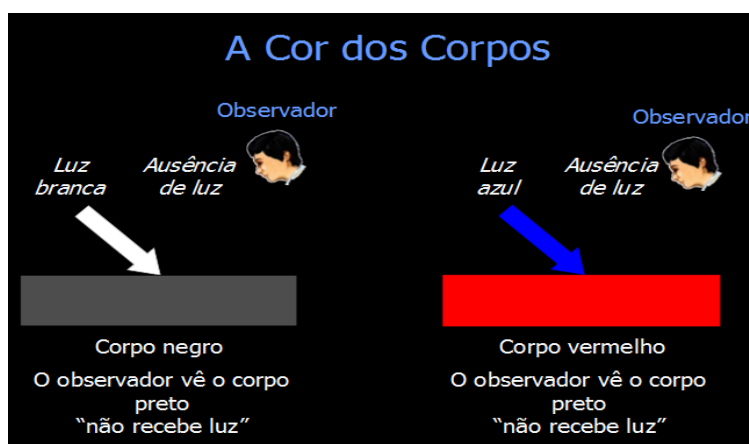 A Cor dos Corpos
Observador
Luz
branca
Ausência
de luz
Corpo negro
O observador vê o corpo
preto
“não recebe luz”
Observador
Luz
azul
Ausência
de luz
Corpo vermelho
O observador vê o corpo
preto
“não recebe luz”